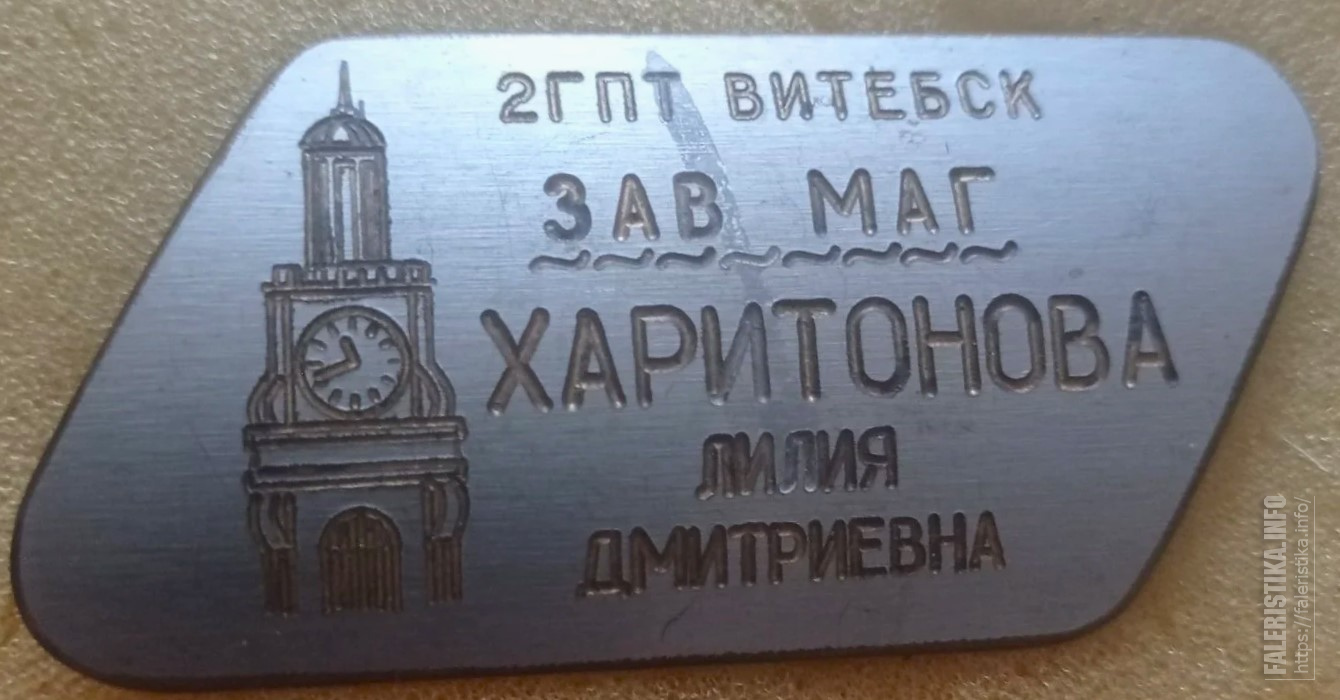 2ГПТ ВИТЕБСК
ЗАВ МАГ
ХАРИТОНОВА
ЛИЛИЯ
ДМИТРИЕВНА
FALERISTIKA.INFO
https://faleristika.info/